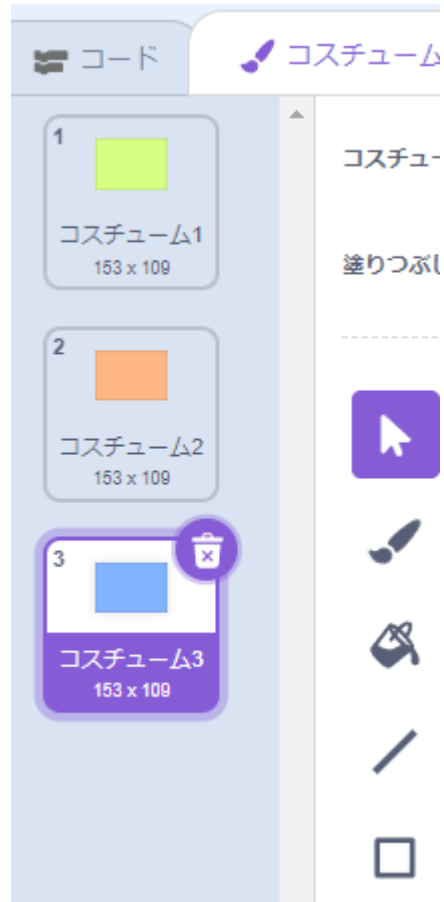 コード
コスチューム
1
コスチューム1
153 x 109
2
コスチューム2
153 x 109
3
コスチューム3
153 x 109
コスチュー
塗りつぶし